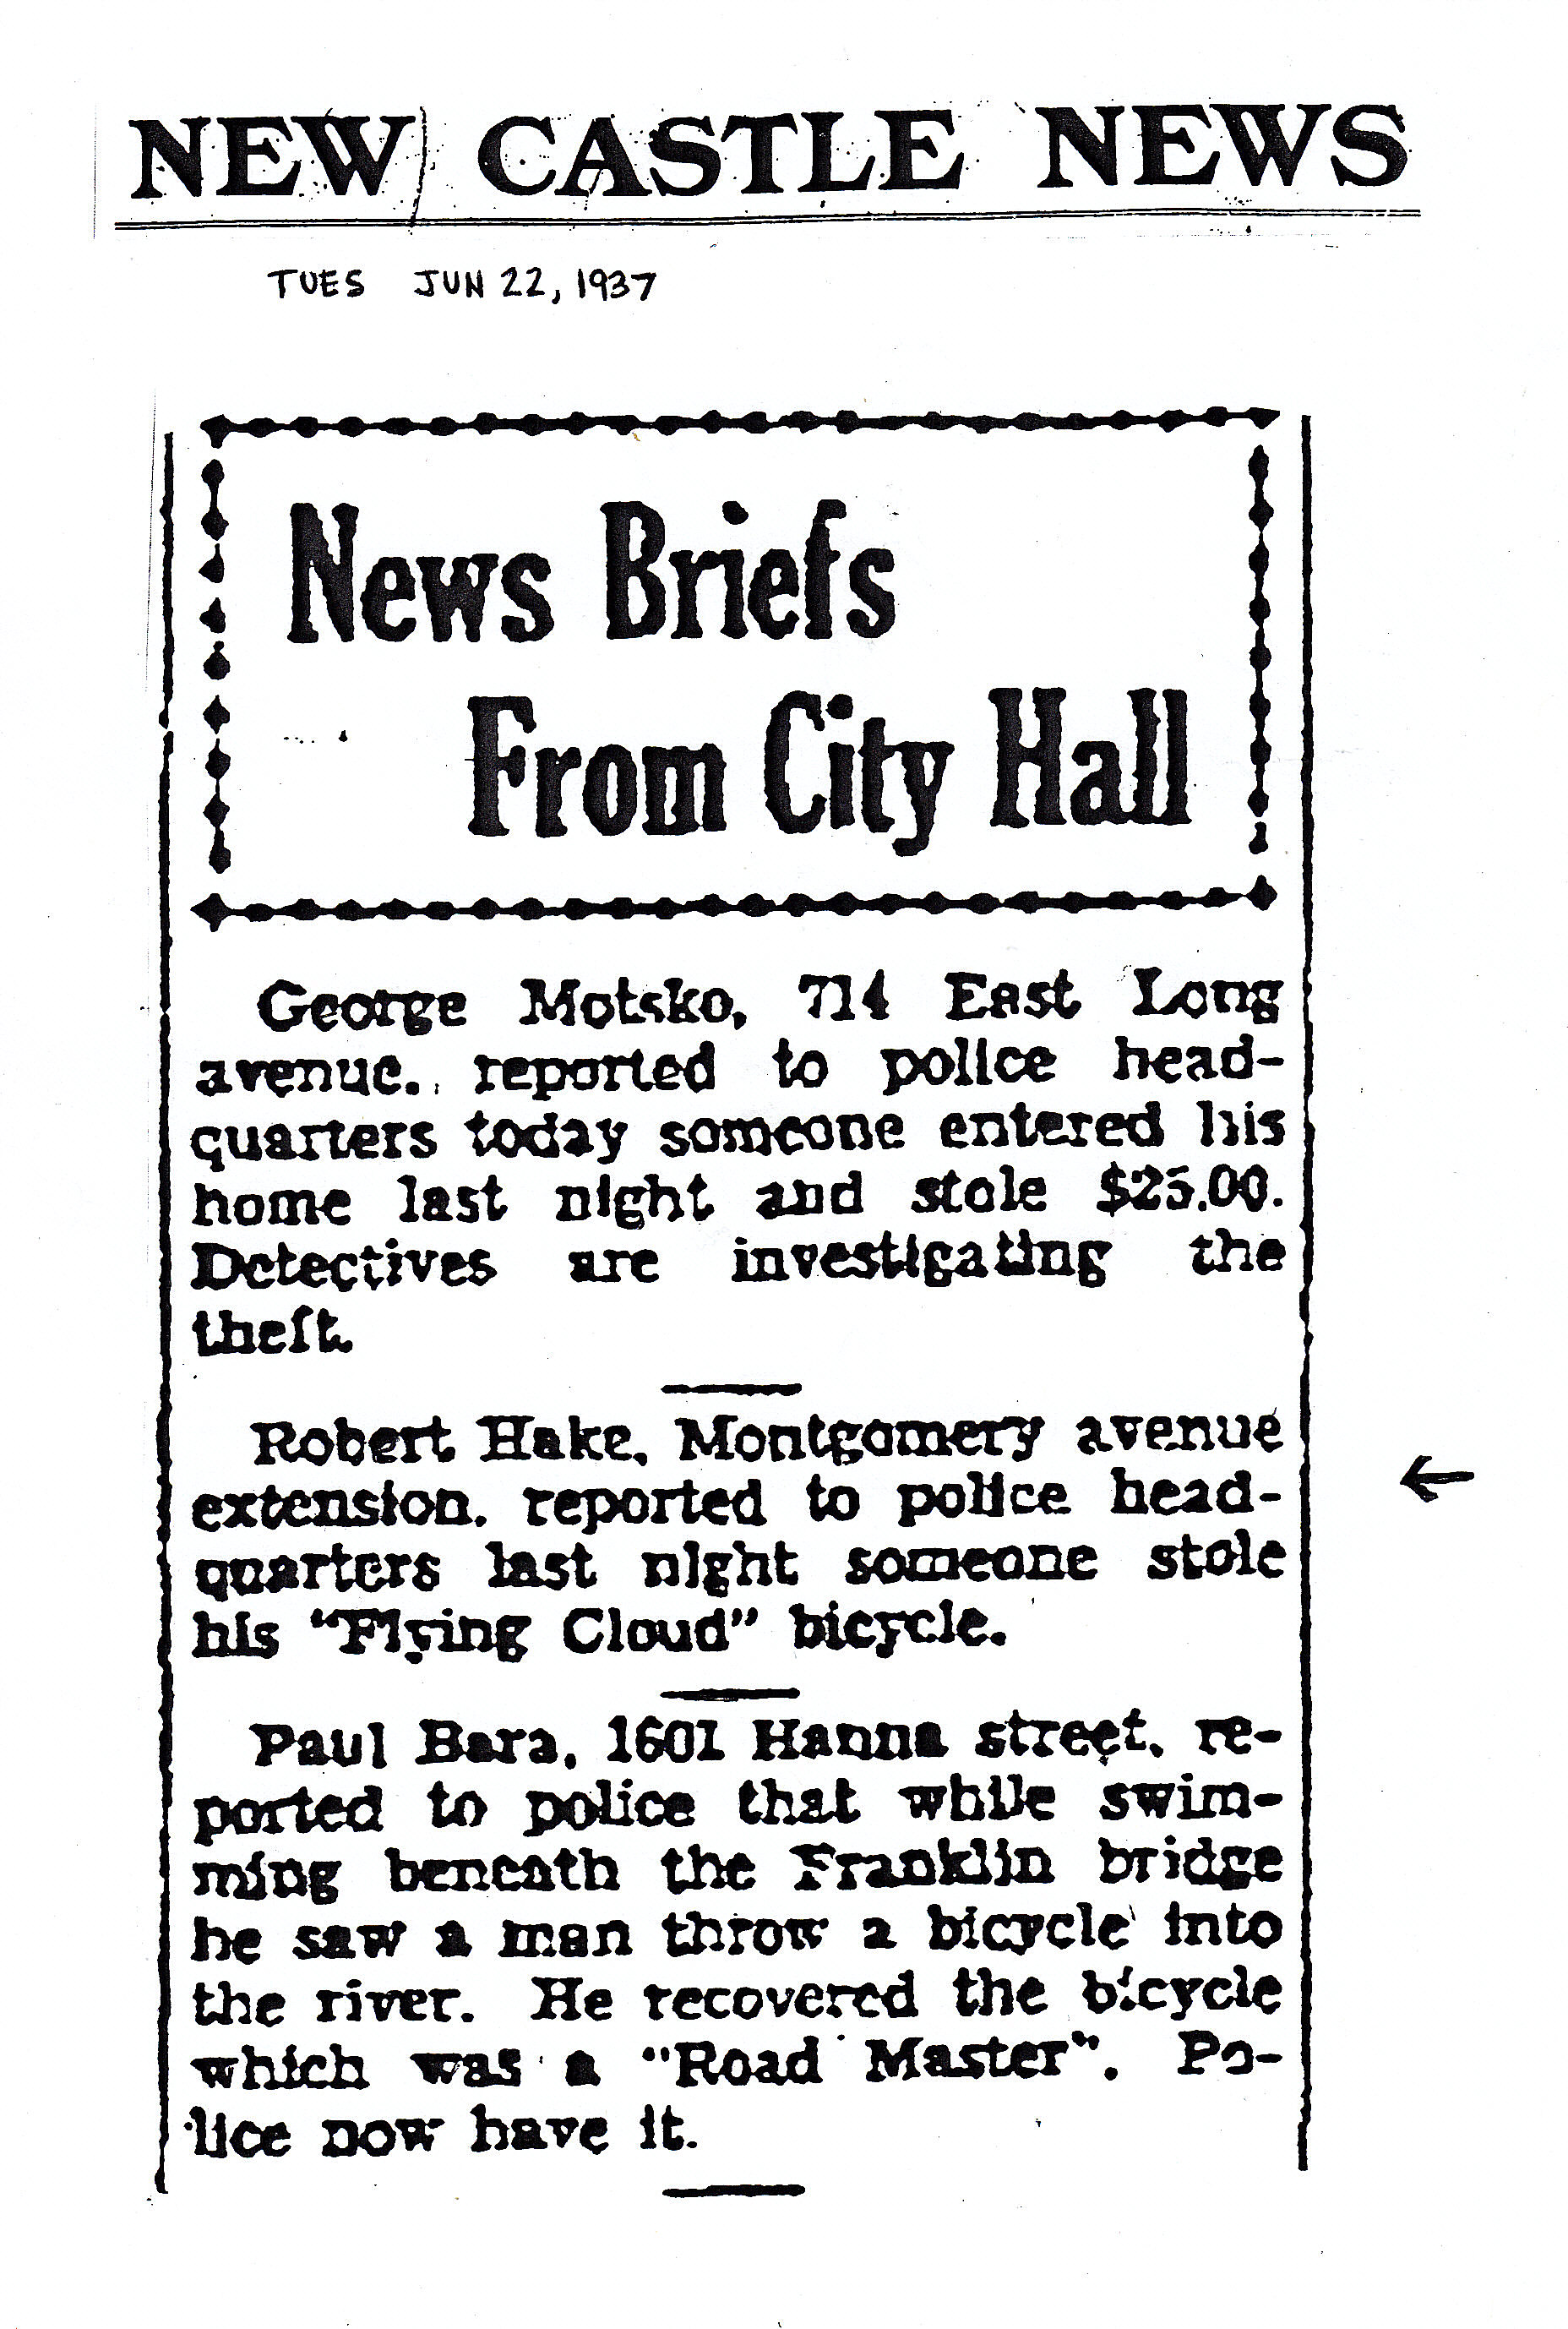 NEW CASTLE NEWS
TUES JUN 22, 1937
News Briefs
From City Hall
George Motsko, 714 East Long
avenue, reported to police head-
quarters today someone entered his
home last night and stole $25.00.
Detectives are investigating the
theft.
Robert Hake, Montgomery avenue
extension, reported to police head-
quarters last night someone stole
his "Flying Cloud" bicycle.
Paul Bara, 1601 Hanna street, re-
ported to police that while swim-
ming beneath the Franklin bridge
he saw a man throw a bicycle into
the river. He recovered the bicycle
which was a "Road Master". Po-
lice now have it.